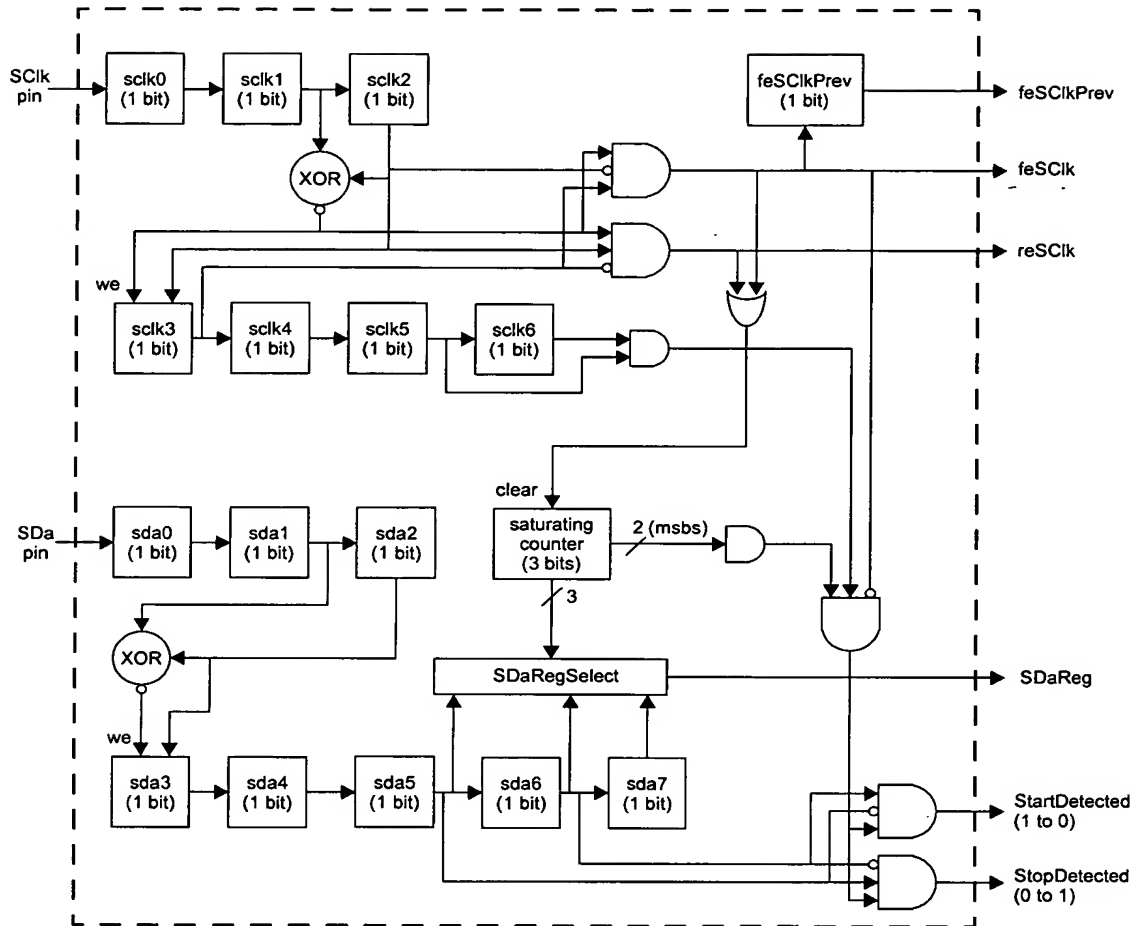 SClk
pin
sclk0
(1 bit)
sclk1
(1 bit)
sclk2
(1 bit)
feSClkPrev
(1 bit)
feSClkPrev
XOR
feSClk
reSClk
we
sclk3
(1 bit)
sclk4
(1 bit)
sclk5
(1 bit)
sclk6
(1 bit)
clear
SDa
pin
sda0
(1 bit)
sda1
(1 bit)
sda2
(1 bit)
saturating
counter
(3 bits)
2 (msbs)
3
XOR
SDaRegSelect
SDaReg
we
sda3
(1 bit)
sda4
(1 bit)
sda5
(1 bit)
sda6
(1 bit)
sda7
(1 bit)
StartDetected
(1 to 0)
StopDetected
(0 to 1)